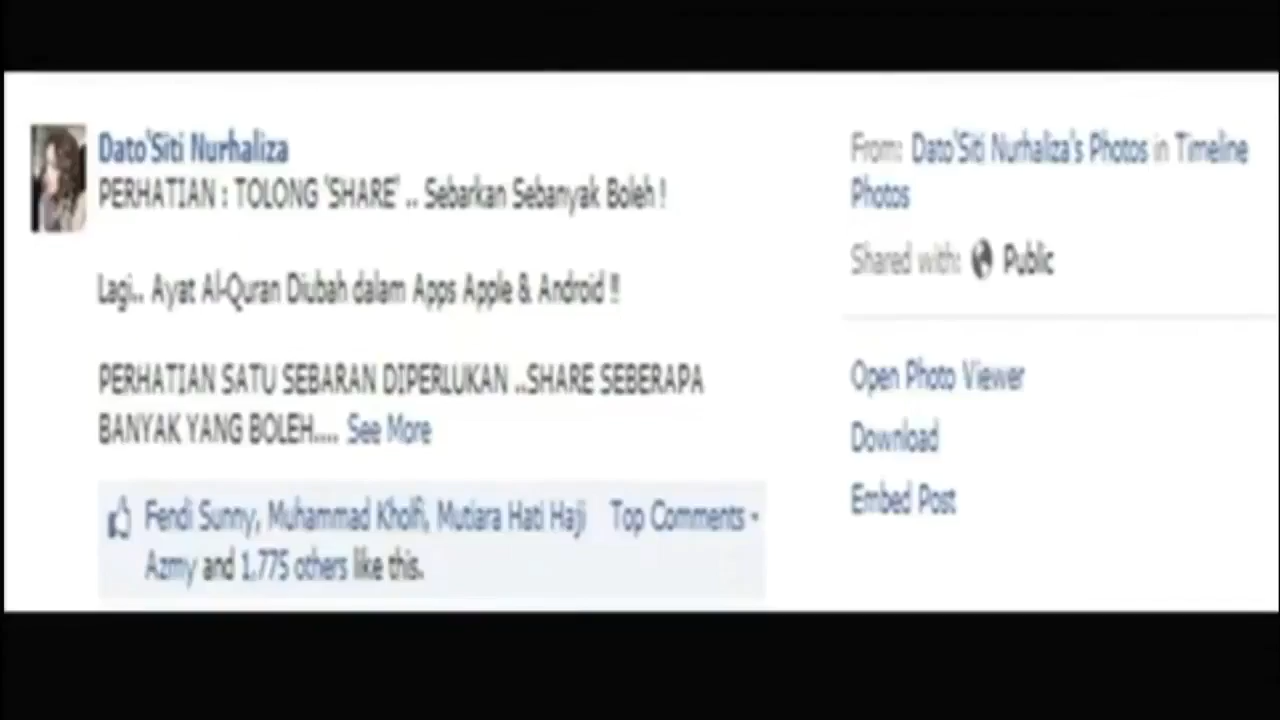 Dato'Siti Nurhaliza
PERHATIAN : TOLONG 'SHARE' .. Sebarkan Sebanyak Boleh !
Lagi.. Ayat Al-Quran Diubah dalam Apps Apple & Android !!
PERHATIAN SATU SEBARAN DIPERLUKAN ..SHARE SEBERAPA
BANYAK YANG BOLEH.... See More
Fendi Sunny, Muhammad Kholfi, Mutiara Hati Haji Top Comments
Azmy and 1,775 others like this.
From: Dato'Siti Nurhaliza's Photos in Timeline
Photos
Shared with: Public
Open Photo Viewer
Download
Embed Post